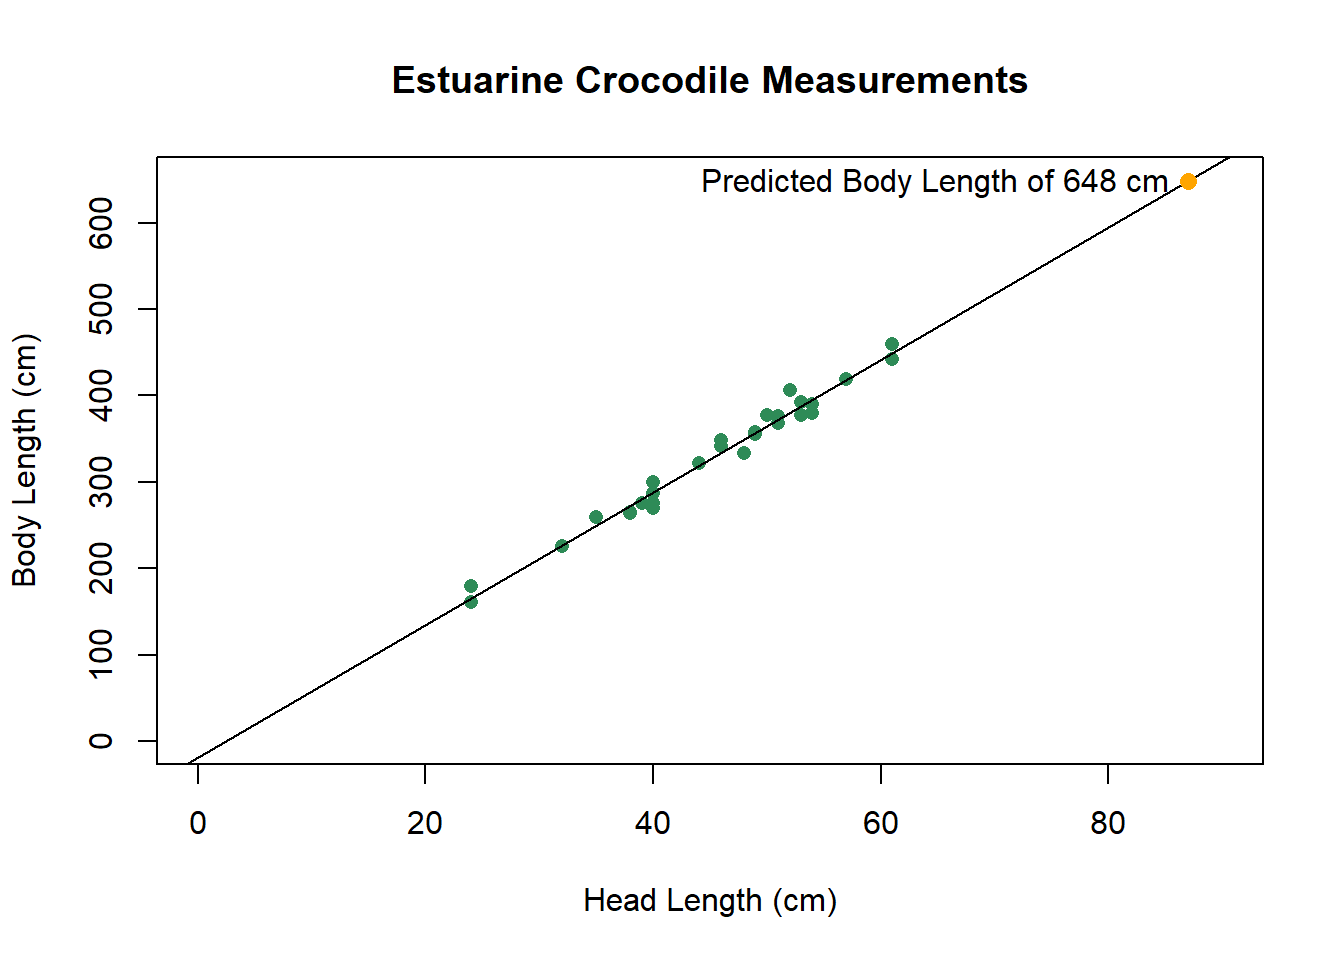 Estuarine Crocodile Measurements
Predicted Body Length of 648 cm
Body Length (cm)
600
500
400
300
200
100
0
0 20 40 60 80
Head Length (cm)